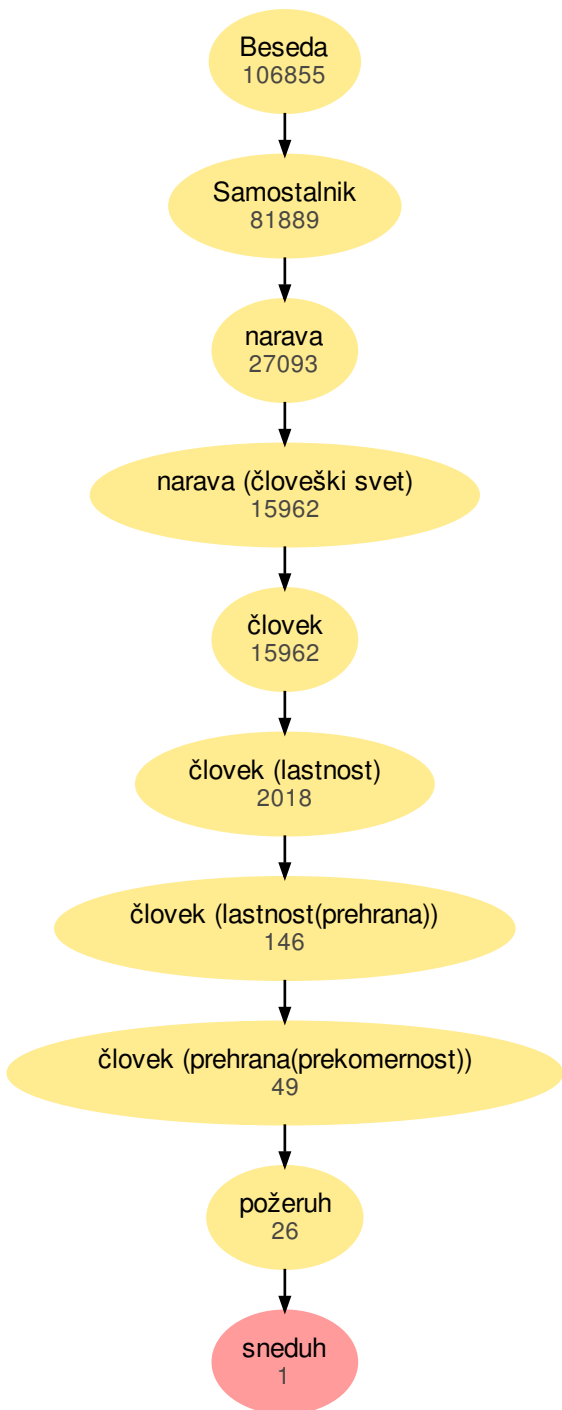 Beseda
106855
Samostalnik
81889
narava
27093
narava (človeški svet)
15962
človek
15962
človek (lastnost)
2018
človek (lastnost(prehrana))
146
človek (prehrana(prekomernost))
49
požeruh
26
sneduh
1